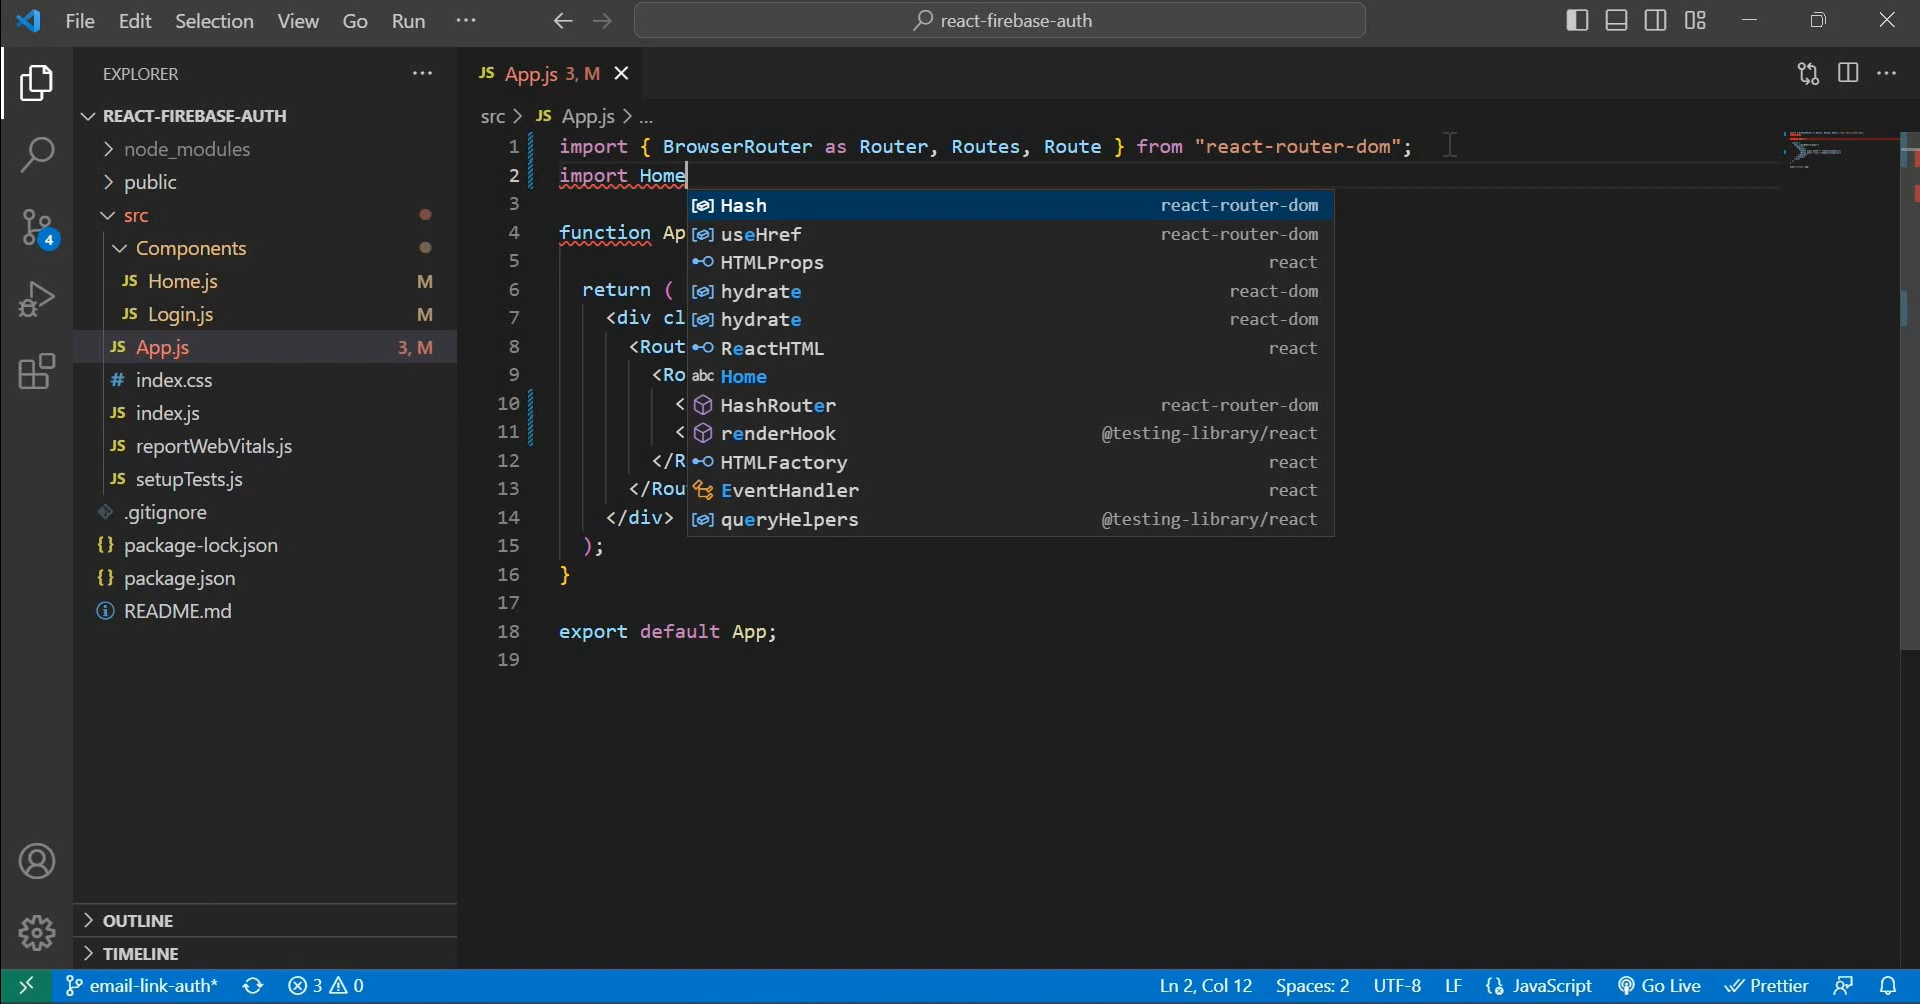 File Edit Selection View Go Run ··· react-firebase-auth
EXPLORER ···
REACT-FIREBASE-AUTH
node_modules
public
src
Components
JS Home.js M
JS Login.js M
JS App.js 3, M
# index.css
JS index.js
JS reportWebVitals.js
JS setupTests.js
.gitignore
{} package-lock.json
{} package.json
README.md
OUTLINE
TIMELINE
4
JS App.js 3, M
src > JS App.js > ...
1 import { BrowserRouter as Router, Routes, Route } from "react-router-dom";
2 import Home
3
4 function Ap
5
6 return (
7 <div cl
8 <Rout
9 <Ro
10 <
11 <
12 </R
13 </Rou
14 </div>
15 );
16 }
17
18 export default App;
19
Hash react-router-dom
useHref react-router-dom
HTMLProps react
hydrate react-dom
hydrate react-dom
ReactHTML react
abc Home
HashRouter react-router-dom
renderHook @testing-library/react
HTMLFactory react
EventHandler react
queryHelpers @testing-library/react
email-link-auth* 3 0 Ln 2, Col 12 Spaces: 2 UTF-8 LF {} JavaScript Go Live Prettier